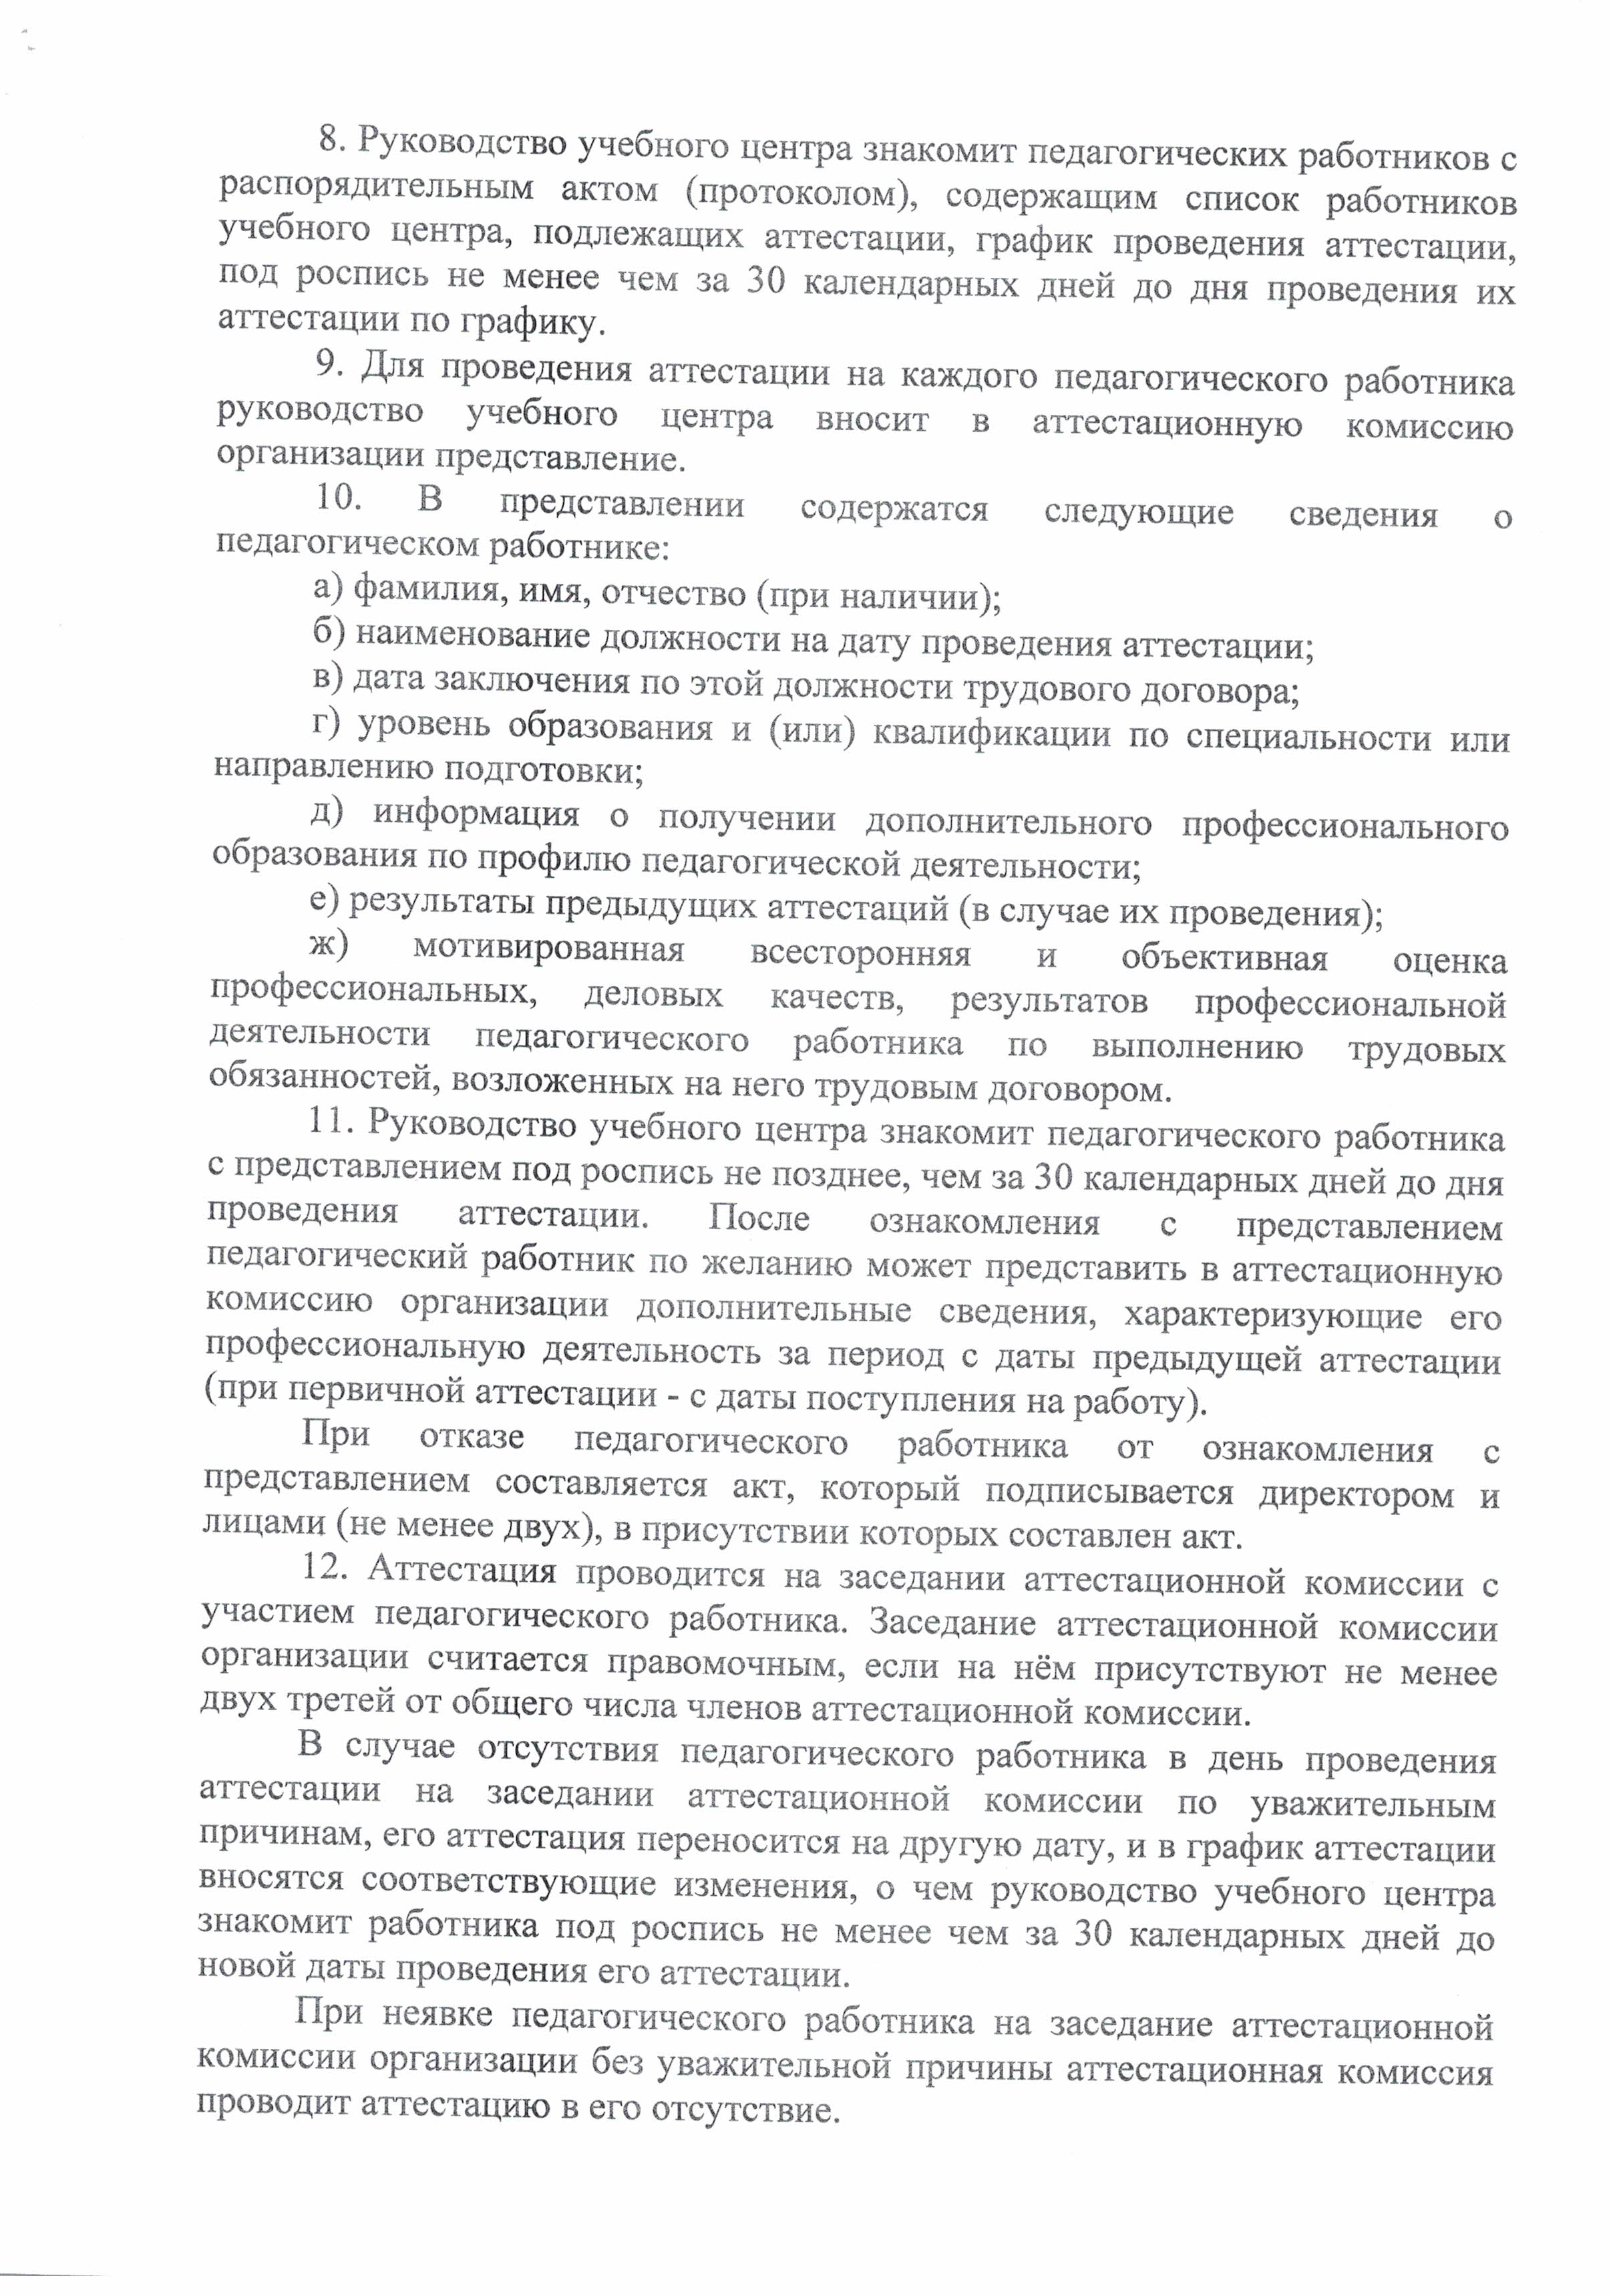 8. Руководство учебного центра знакомит педагогических работников с
распорядительным актом (протоколом), содержащим список работников
учебного центра, подлежащих аттестации, график проведения аттестации,
под роспись не менее чем за 30 календарных дней до дня проведения их
аттестации по графику.
9. Для проведения аттестации на каждого педагогического работника
руководство учебного центра вносит в аттестационную комиссию
организации представление.
10. В представлении содержатся следующие сведения о
педагогическом работнике:
а) фамилия, имя, отчество (при наличии);
б) наименование должности на дату проведения аттестации;
в) дата заключения по этой должности трудового договора;
г) уровень образования и (или) квалификации по специальности или
направлению подготовки;
д) информация о получении дополнительного профессионального
образования по профилю педагогической деятельности;
е) результаты предыдущих аттестаций (в случае их проведения);
ж) мотивированная всесторонняя и объективная оценка
профессиональных, деловых качеств, результатов профессиональной
деятельности педагогического работника по выполнению трудовых
обязанностей, возложенных на него трудовым договором.
11. Руководство учебного центра знакомит педагогического работника
с представлением под роспись не позднее, чем за 30 календарных дней до дня
проведения аттестации. После ознакомления с представлением
педагогический работник по желанию может представить в аттестационную
комиссию организации дополнительные сведения, характеризующие его
профессиональную деятельность за период с даты предыдущей аттестации
(при первичной аттестации - с даты поступления на работу).
При отказе педагогического работника от ознакомления с
представлением составляется акт, который подписывается директором и
лицами (не менее двух), в присутствии которых составлен акт.
12. Аттестация проводится на заседании аттестационной комиссии с
участием педагогического работника. Заседание аттестационной комиссии
организации считается правомочным, если на нём присутствуют не менее
двух третей от общего числа членов аттестационной комиссии.
В случае отсутствия педагогического работника в день проведения
аттестации на заседании аттестационной комиссии по уважительным
причинам, его аттестация переносится на другую дату, и в график аттестации
вносятся соответствующие изменения, о чем руководство учебного центра
знакомит работника под роспись не менее чем за 30 календарных дней до
новой даты проведения его аттестации.
При неявке педагогического работника на заседание аттестационной
комиссии организации без уважительной причины аттестационная комиссия
проводит аттестацию в его отсутствие.